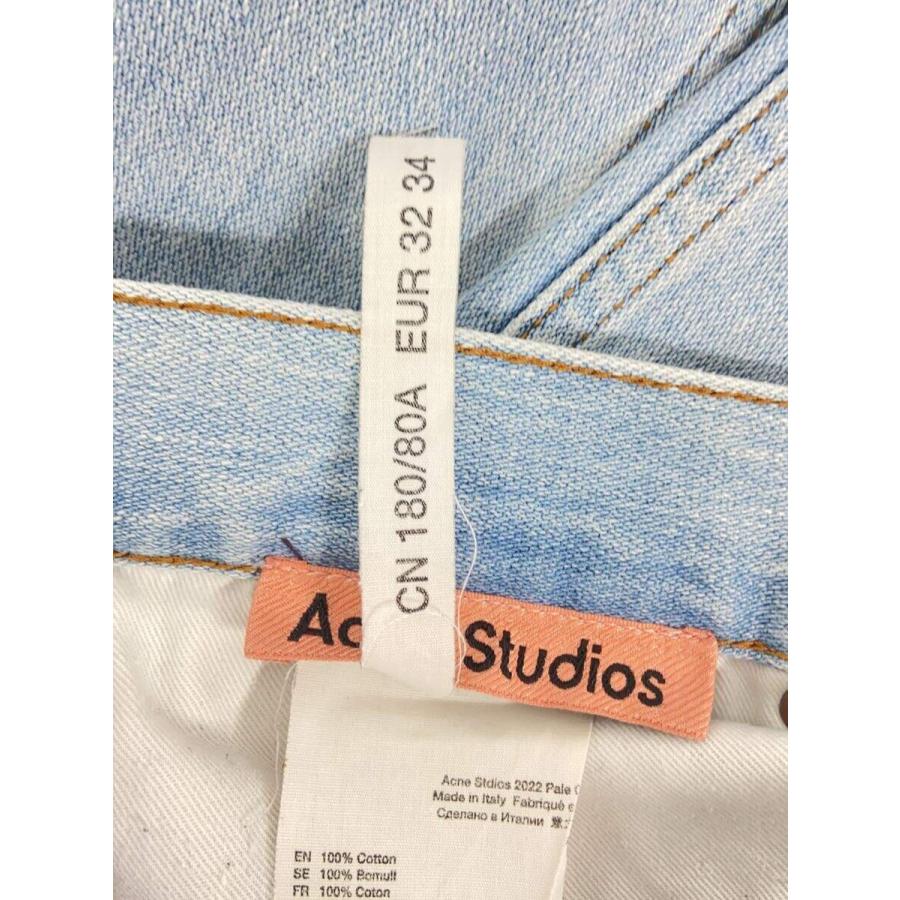 CN 180/80A EUR 32 34
Studios
Acne Stdios 2022 Pale
Made in Italy Fabriqué e
Сделано в Италии
EN 100% Cotton
SE 100% Bomull
FR 100% Coton